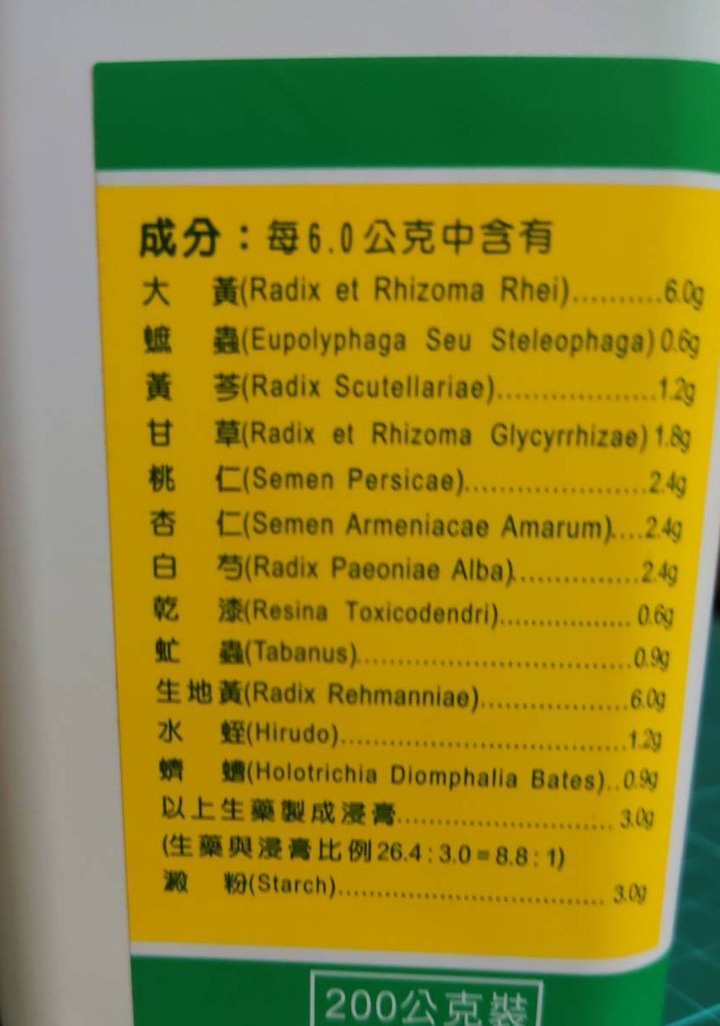 成分：每6.0公克中含有
大　黃(Radix et Rhizoma Rhei)..........6.0g
蟅　蟲(Eupolyphaga Seu Steleophaga)0.6g
黃　芩(Radix Scutellariae)..................1.2g
甘　草(Radix et Rhizoma Glycyrrhizae)1.8g
桃　仁(Semen Persicae).....................2.4g
杏　仁(Semen Armeniacae Amarum)....2.4g
白　芍(Radix Paeoniae Alba)...............2.4g
乾　漆(Resina Toxicodendri)................. 0.6g
虻　蟲(Tabanus)................................0.9g
生地黃(Radix Rehmanniae)..................6.0g
水　蛭(Hirudo)..................................1.2g
蠐　螬(Holotrichia Diomphalia Bates)..0.9g
以上生藥製成浸膏.......................... 3.0g
(生藥與浸膏比例26.4:3.0=8.8:1)
澱　粉(Starch)................................. 3.0g
200公克裝